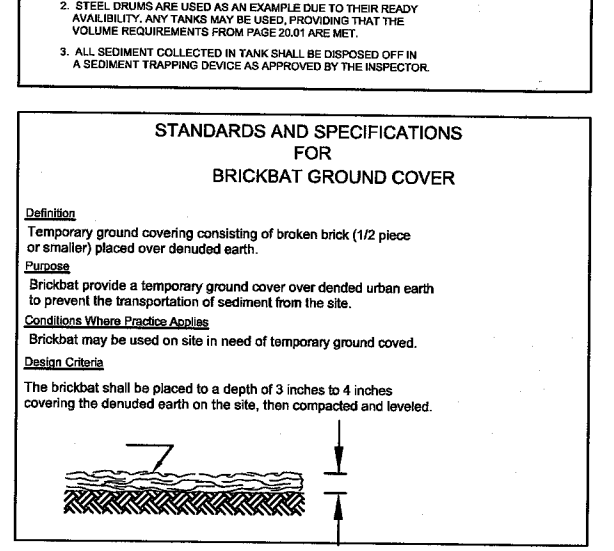 2. STEEL DRUMS ARE USED AS AN EXAMPLE DUE TO THEIR READY
AVAILIBILITY. ANY TANKS MAY BE USED, PROVIDING THAT THE
VOLUME REQUIREMENTS FROM PAGE 20.01 ARE MET.
3. ALL SEDIMENT COLLECTED IN TANK SHALL BE DISPOSED OFF IN
A SEDIMENT TRAPPING DEVICE AS APPROVED BY THE INSPECTOR.
STANDARDS AND SPECIFICATIONS
FOR
BRICKBAT GROUND COVER
Definition
Temporary ground covering consisting of broken brick (1/2 piece
or smaller) placed over denuded earth.
Purpose
Brickbat provide a temporary ground cover over dended urban earth
to prevent the transportation of sediment from the site.
Conditions Where Practice Applies
Brickbat may be used on site in need of temporary ground coved.
Design Criteria
The brickbat shall be placed to a depth of 3 inches to 4 inches
covering the denuded earth on the site, then compacted and leveled.